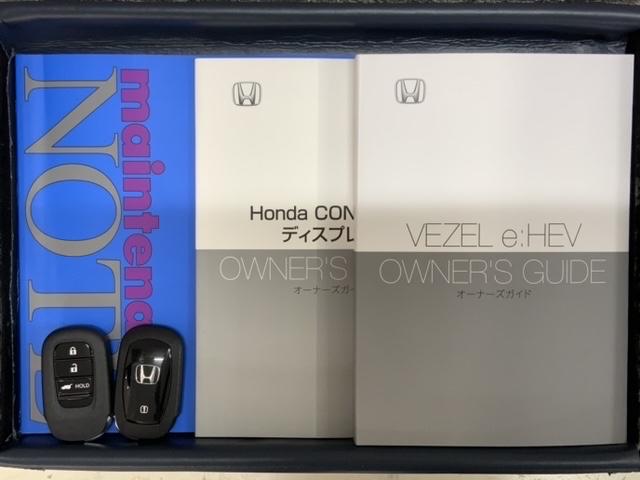 maintena
NOTE
Honda CON
ディスプレ
OWNER'S
オーナーズガイ
VEZEL e:HEV
OWNER'S GUIDE
オーナーズガイド
HOLD